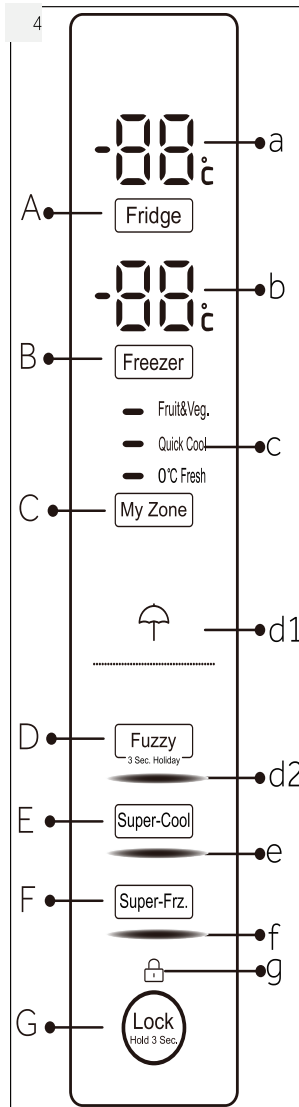 4
-88°c
a
A
Fridge
-88°c
b
B
Freezer
Fruit&Veg.
Quick Cool
c
0°C Fresh
C
My Zone
d1
D
Fuzzy
3 Sec. Holiday
d2
E
Super-Cool
e
F
Super-Frz.
f
g
G
Lock
Hold 3 Sec.